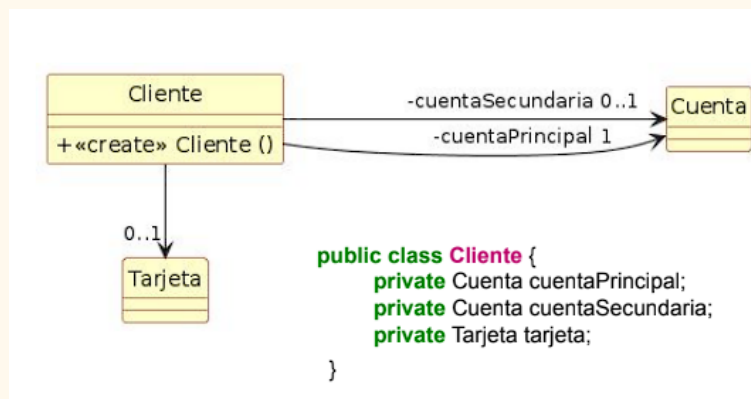 Cliente
+«create» Cliente ()
-cuentaSecundaria 0..1
-cuentaPrincipal 1
Cuenta
0..1
Tarjeta
public class Cliente {
private Cuenta cuentaPrincipal;
private Cuenta cuentaSecundaria;
private Tarjeta tarjeta;
}